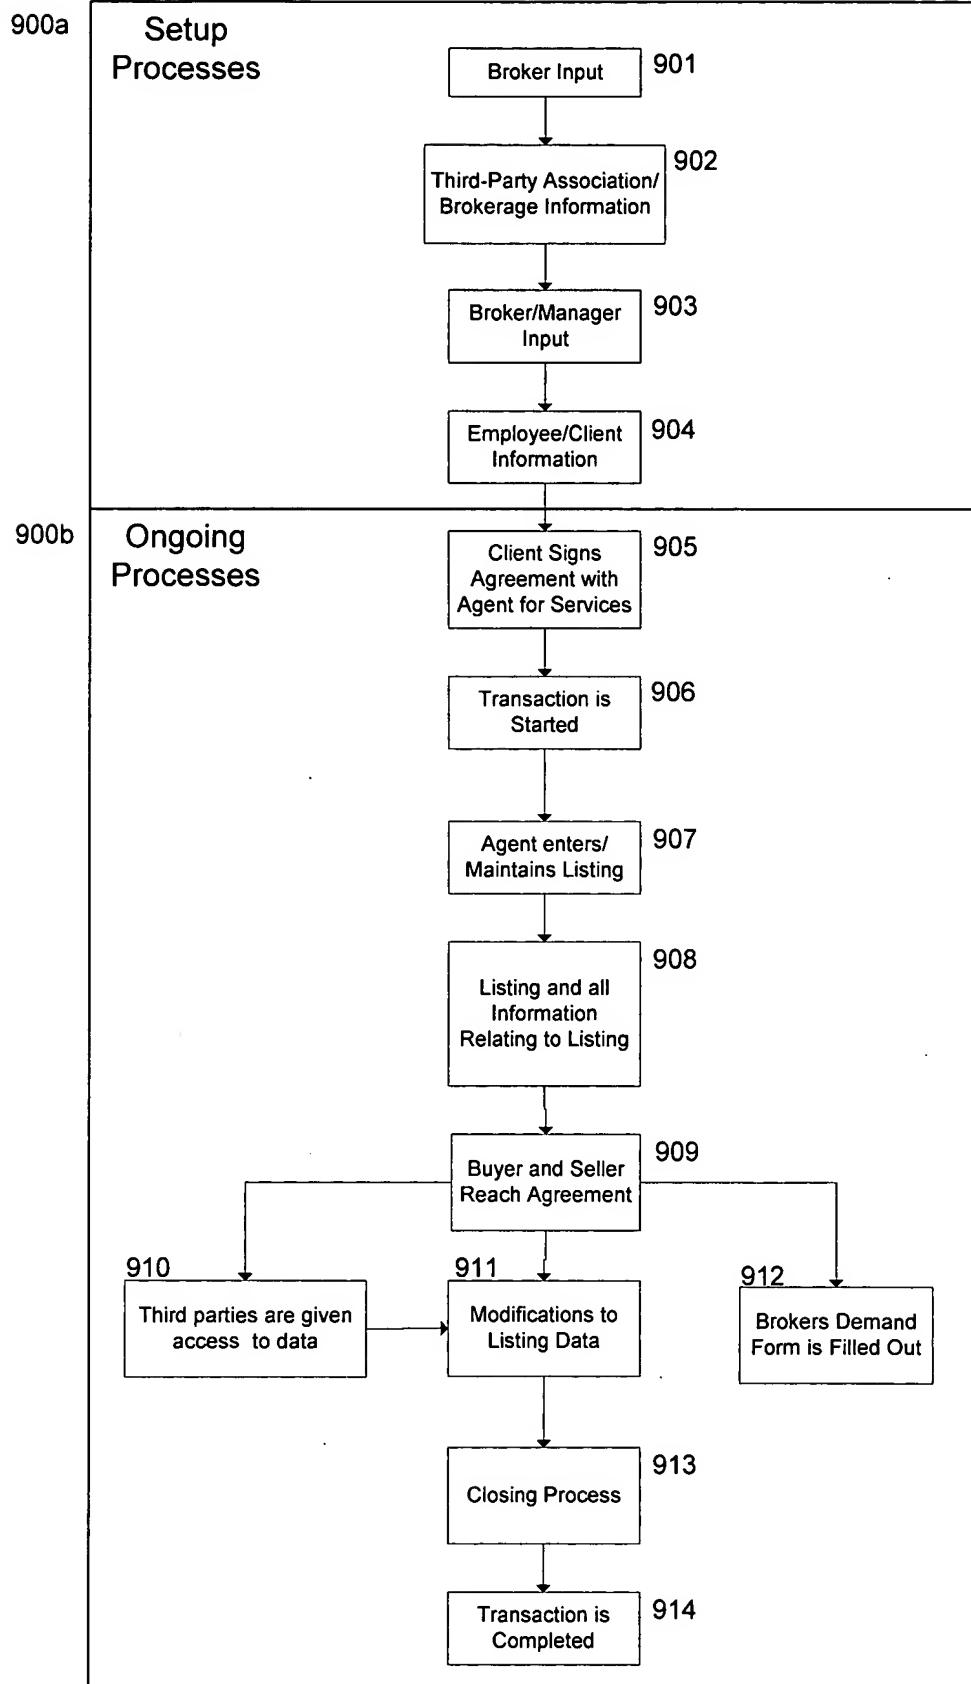 900a
Setup
Processes
Broker Input
901
902
Third-Party Association/
Brokerage Information
903
Broker/Manager
Input
904
Employee/Client
Information
900b
Ongoing
Processes
905
Client Signs
Agreement with
Agent for Services
906
Transaction is
Started
907
Agent enters/
Maintains Listing
908
Listing and all
Information
Relating to Listing
909
Buyer and Seller
Reach Agreement
910
Third parties are given
access to data
911
Modifications to
Listing Data
912
Brokers Demand
Form is Filled Out
913
Closing Process
914
Transaction is
Completed